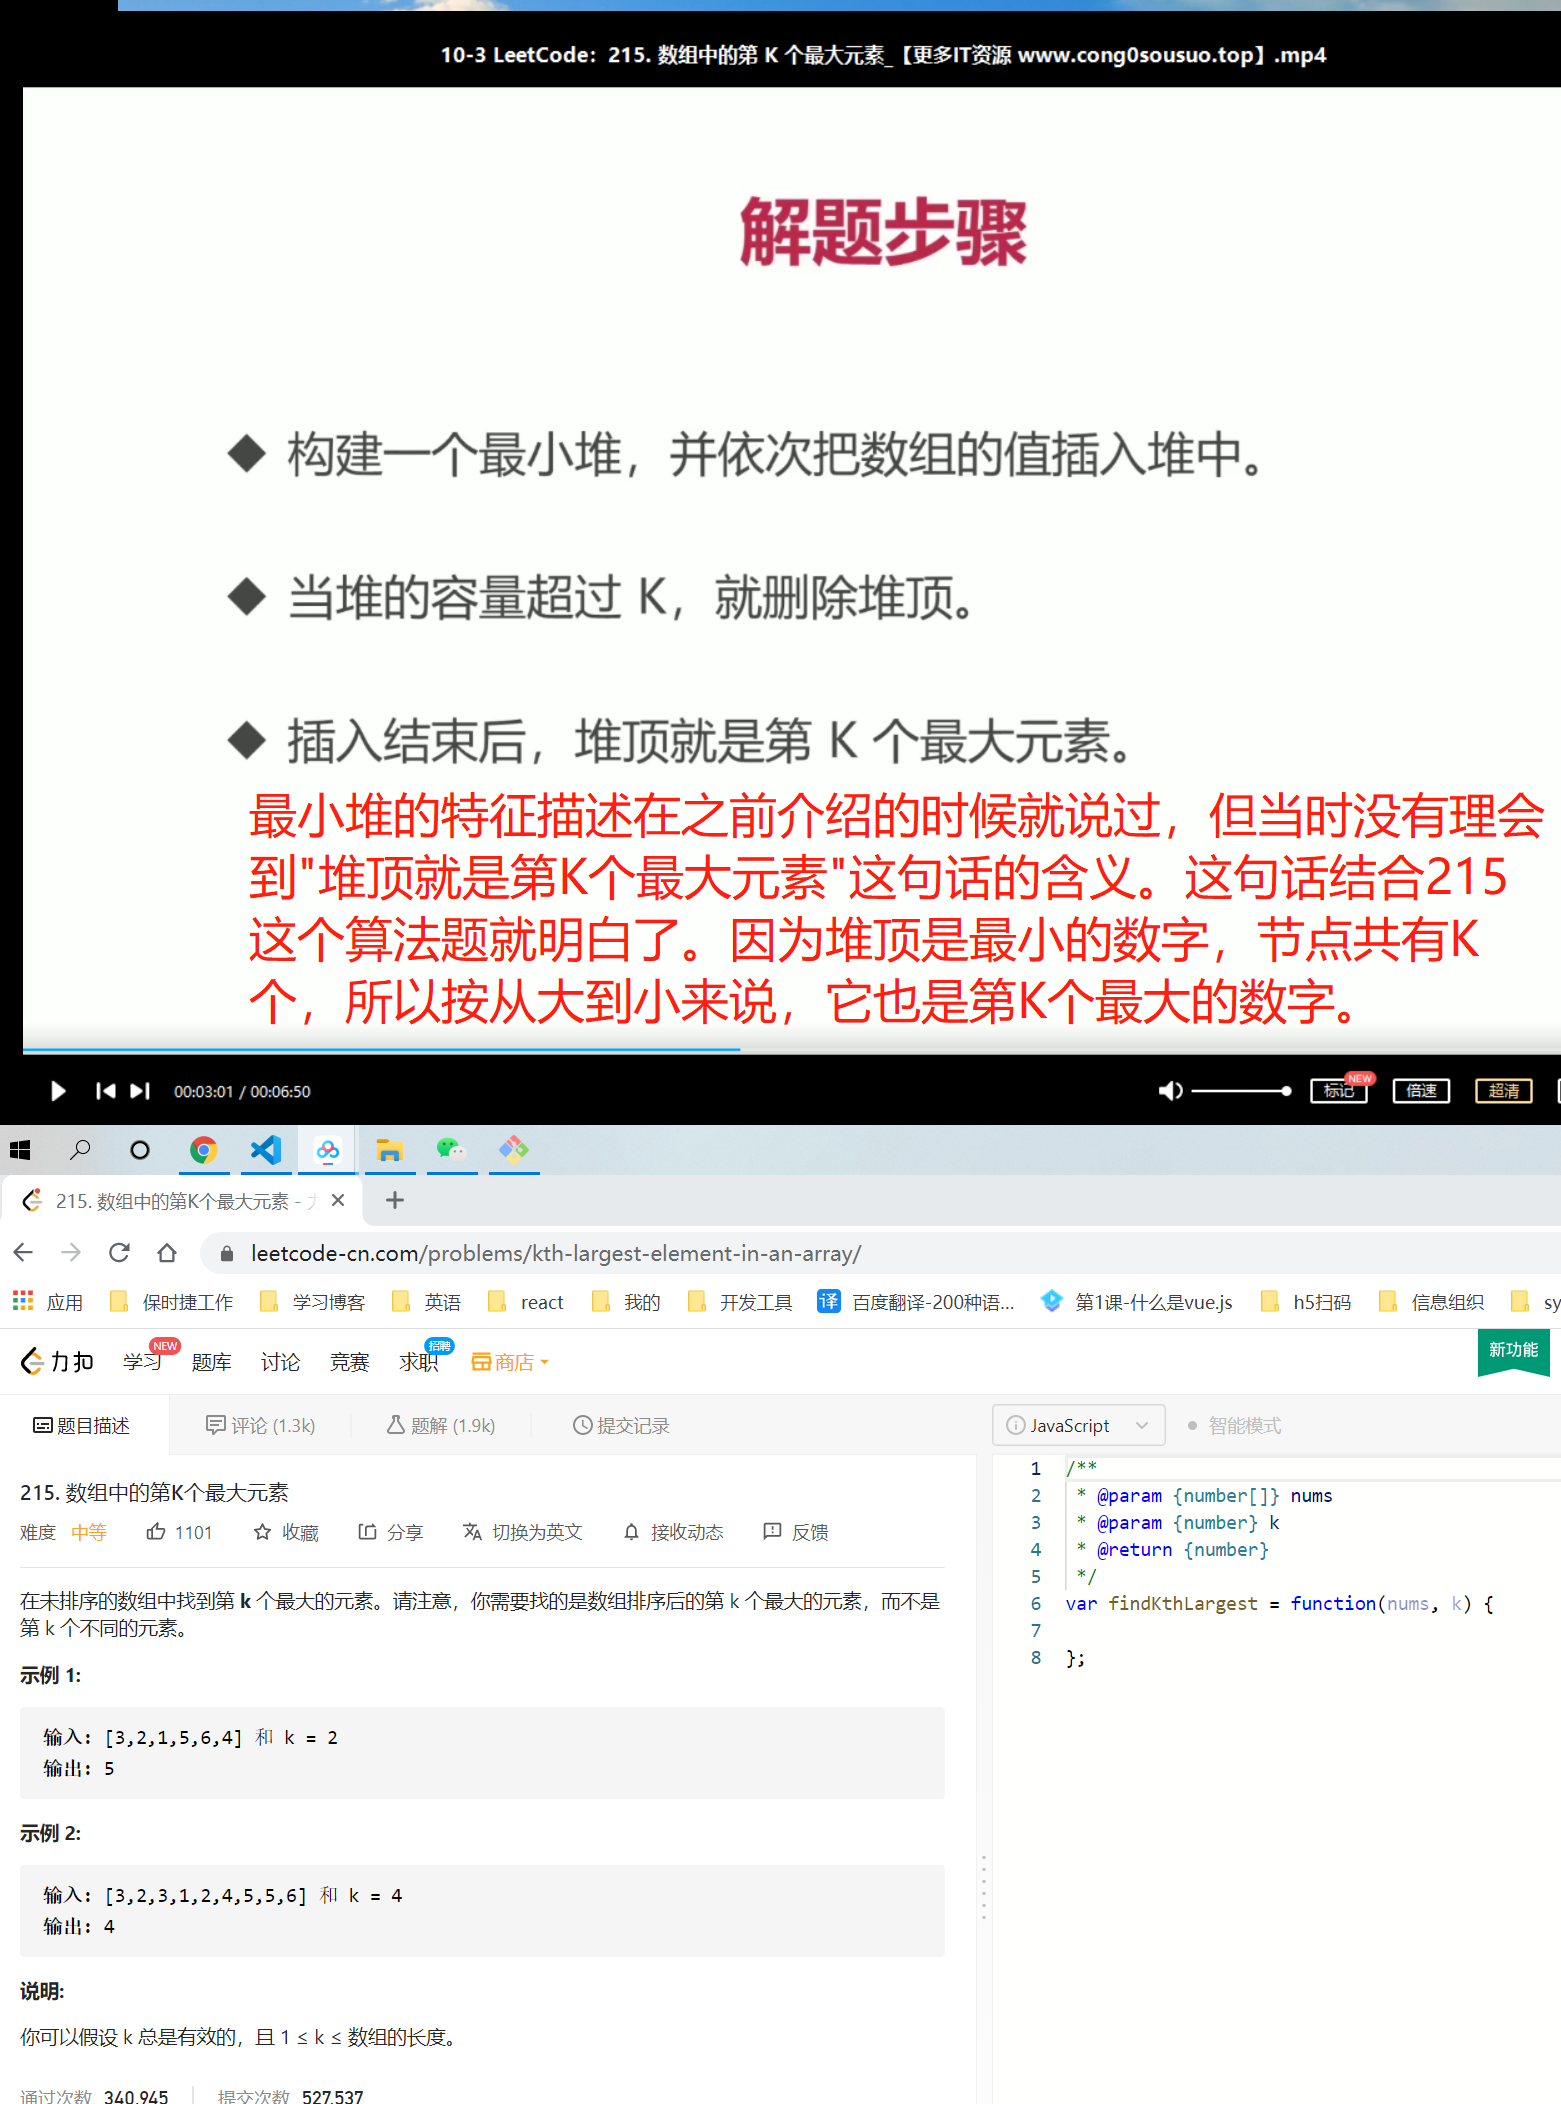 10-3 LeetCode：215. 数组中的第 K 个最大元素_【更多IT资源 www.cong0sousuo.top】.mp4
解题步骤
◆ 构建一个最小堆，并依次把数组的值插入堆中。
◆ 当堆的容量超过 K，就删除堆顶。
◆ 插入结束后，堆顶就是第 K 个最大元素。
最小堆的特征描述在之前介绍的时候就说过，但当时没有理会
到"堆顶就是第K个最大元素"这句话的含义。这句话结合215
这个算法题就明白了。因为堆顶是最小的数字，节点共有K
个，所以按从大到小来说，它也是第K个最大的数字。
00:03:01 / 00:06:50
标记 NEW 倍速 超清
215. 数组中的第K个最大元素 -
leetcode-cn.com/problems/kth-largest-element-in-an-array/
应用 保时捷工作 学习博客 英语 react 我的 开发工具 译 百度翻译-200种语... 第1课-什么是vue.js h5扫码 信息组织 sy
力扣 学习 NEW 题库 讨论 竞赛 求职 招聘 商店 新功能
题目描述 评论 (1.3k) 题解 (1.9k) 提交记录
215. 数组中的第K个最大元素
难度 中等 1101 收藏 分享 切换为英文 接收动态 反馈
在未排序的数组中找到第 k 个最大的元素。请注意，你需要找的是数组排序后的第 k 个最大的元素，而不是
第 k 个不同的元素。
示例 1:
输入: [3,2,1,5,6,4] 和 k = 2
输出: 5
示例 2:
输入: [3,2,3,1,2,4,5,5,6] 和 k = 4
输出: 4
说明:
你可以假设 k 总是有效的，且 1 ≤ k ≤ 数组的长度。
通过次数 340,945 提交次数 527,537
JavaScript 智能模式
1 /**
2 * @param {number[]} nums
3 * @param {number} k
4 * @return {number}
5 */
6 var findKthLargest = function(nums, k) {
7
8 };